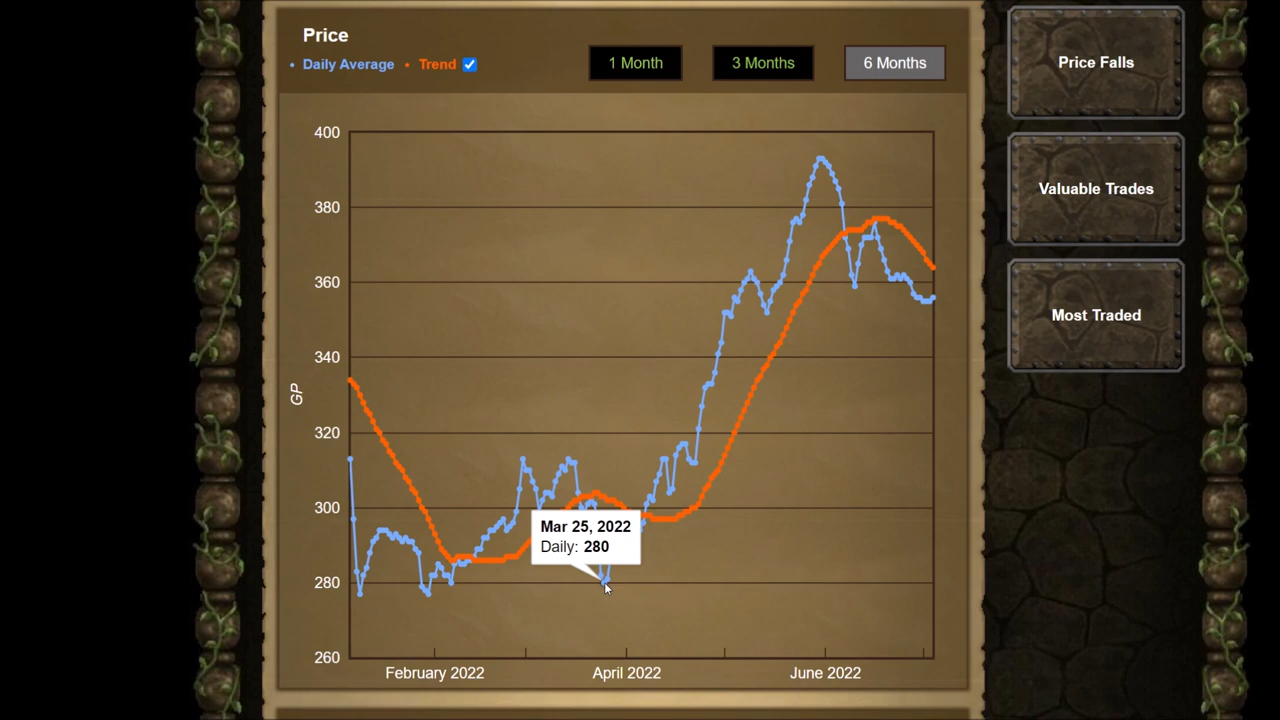 Price
• Daily Average • Trend
1 Month
3 Months
6 Months
400
380
360
340
320
300
280
260
GP
Mar 25, 2022
Daily: 280
February 2022
April 2022
June 2022
Price Falls
Valuable Trades
Most Traded